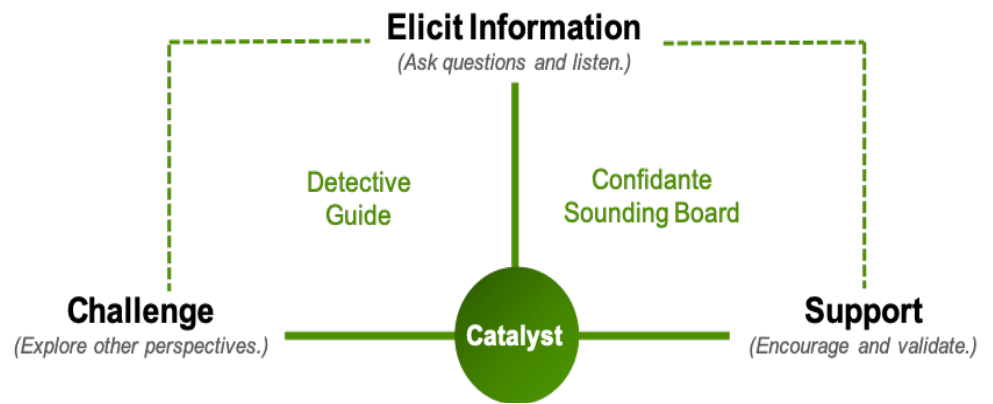 Elicit Information
(Ask questions and listen.)
Detective
Guide
Confidante
Sounding Board
Challenge
(Explore other perspectives.)
Catalyst
Support
(Encourage and validate.)